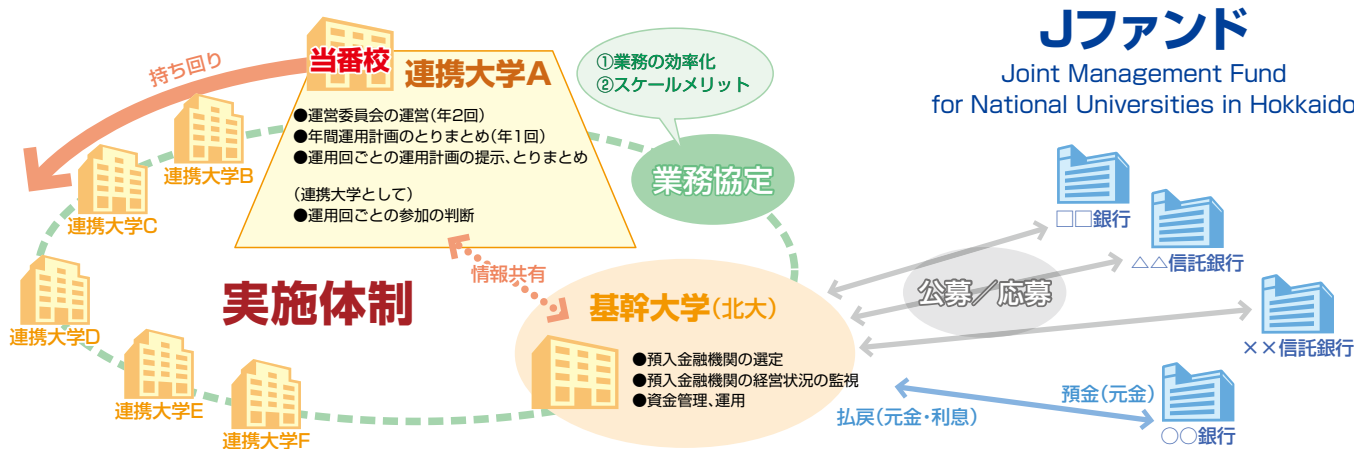 Jファンド
Joint Management Fund
for National Universities in Hokkaido
持ち回り
当番校
連携大学A
●運営委員会の運営(年2回)
●年間運用計画のとりまとめ(年1回)
●運用回ごとの運用計画の提示、とりまとめ
(連携大学として)
●運用回ごとの参加の判断
①業務の効率化
②スケールメリット
業務協定
連携大学B
連携大学C
連携大学D
連携大学E
連携大学F
実施体制
情報共有
基幹大学(北大)
●預入金融機関の選定
●預入金融機関の経営状況の監視
●資金管理、運用
公募／応募
□□銀行
△△信託銀行
××信託銀行
預金(元金)
払戻(元金・利息)
○○銀行